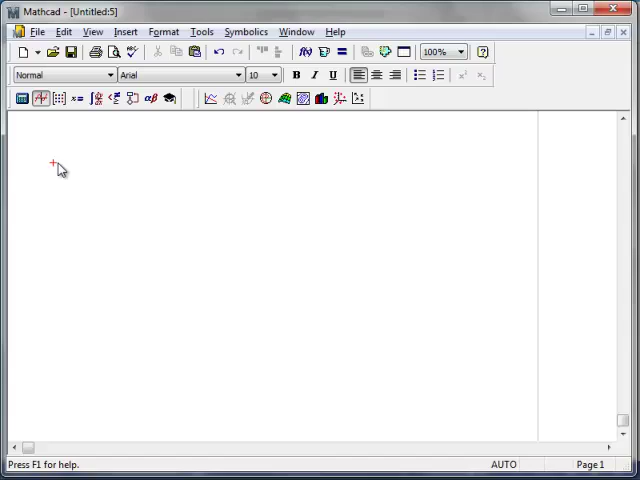 Mathcad - [Untitled:5]
File Edit View Insert Format Tools Symbolics Window Help
100%
Normal Arial 10 B I U
αβ
Press F1 for help. AUTO Page 1